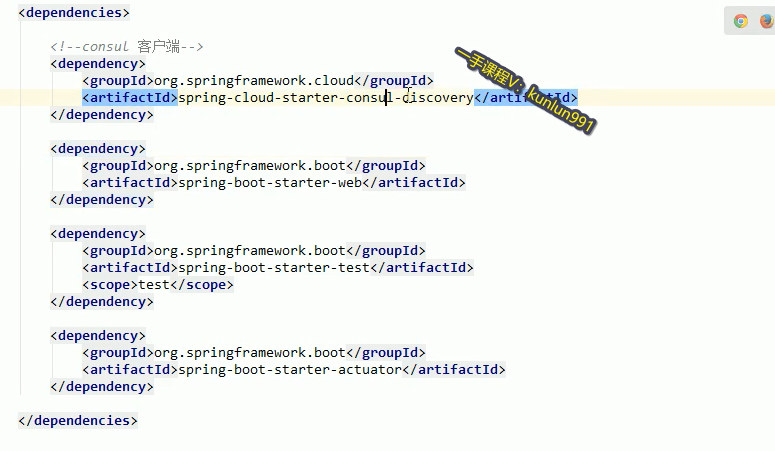 <dependencies>
<!--consul 客户端-->
<dependency>
<groupId>org.springframework.cloud</groupId>
<artifactId>spring-cloud-starter-consul-discovery</artifactId>
</dependency>
<dependency>
<groupId>org.springframework.boot</groupId>
<artifactId>spring-boot-starter-web</artifactId>
</dependency>
<dependency>
<groupId>org.springframework.boot</groupId>
<artifactId>spring-boot-starter-test</artifactId>
<scope>test</scope>
</dependency>
<dependency>
<groupId>org.springframework.boot</groupId>
<artifactId>spring-boot-starter-actuator</artifactId>
</dependency>
</dependencies>
一手课程V：kunlun991